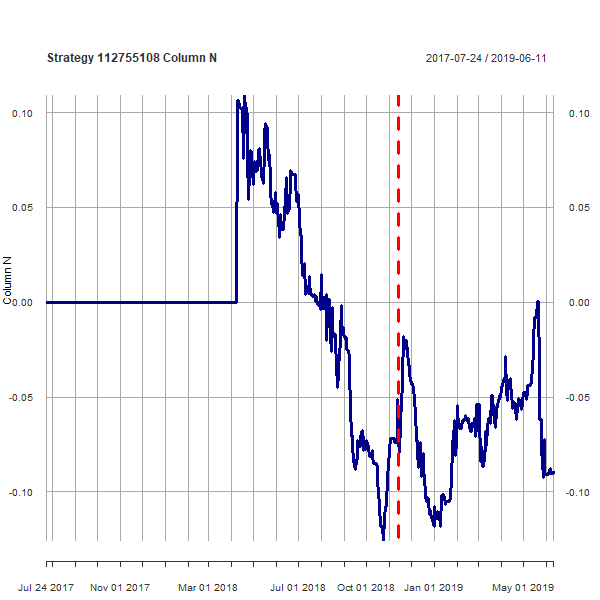 Strategy 112755108 Column N 2017-07-24 / 2019-06-11
0.10 0.10
0.05 0.05
0.00 0.00
-0.05 -0.05
-0.10 -0.10
Column N
Jul 24 2017 Nov 01 2017 Mar 01 2018 Jul 01 2018 Oct 01 2018 Jan 01 2019 May 01 2019